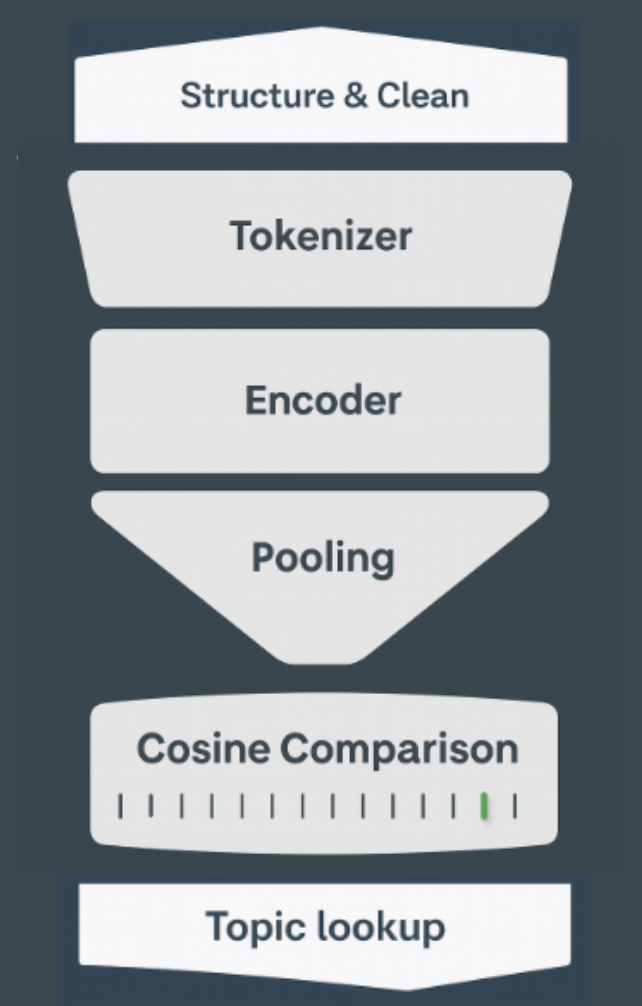 Structure & Clean
Tokenizer
Encoder
Pooling
Cosine Comparison
Topic lookup